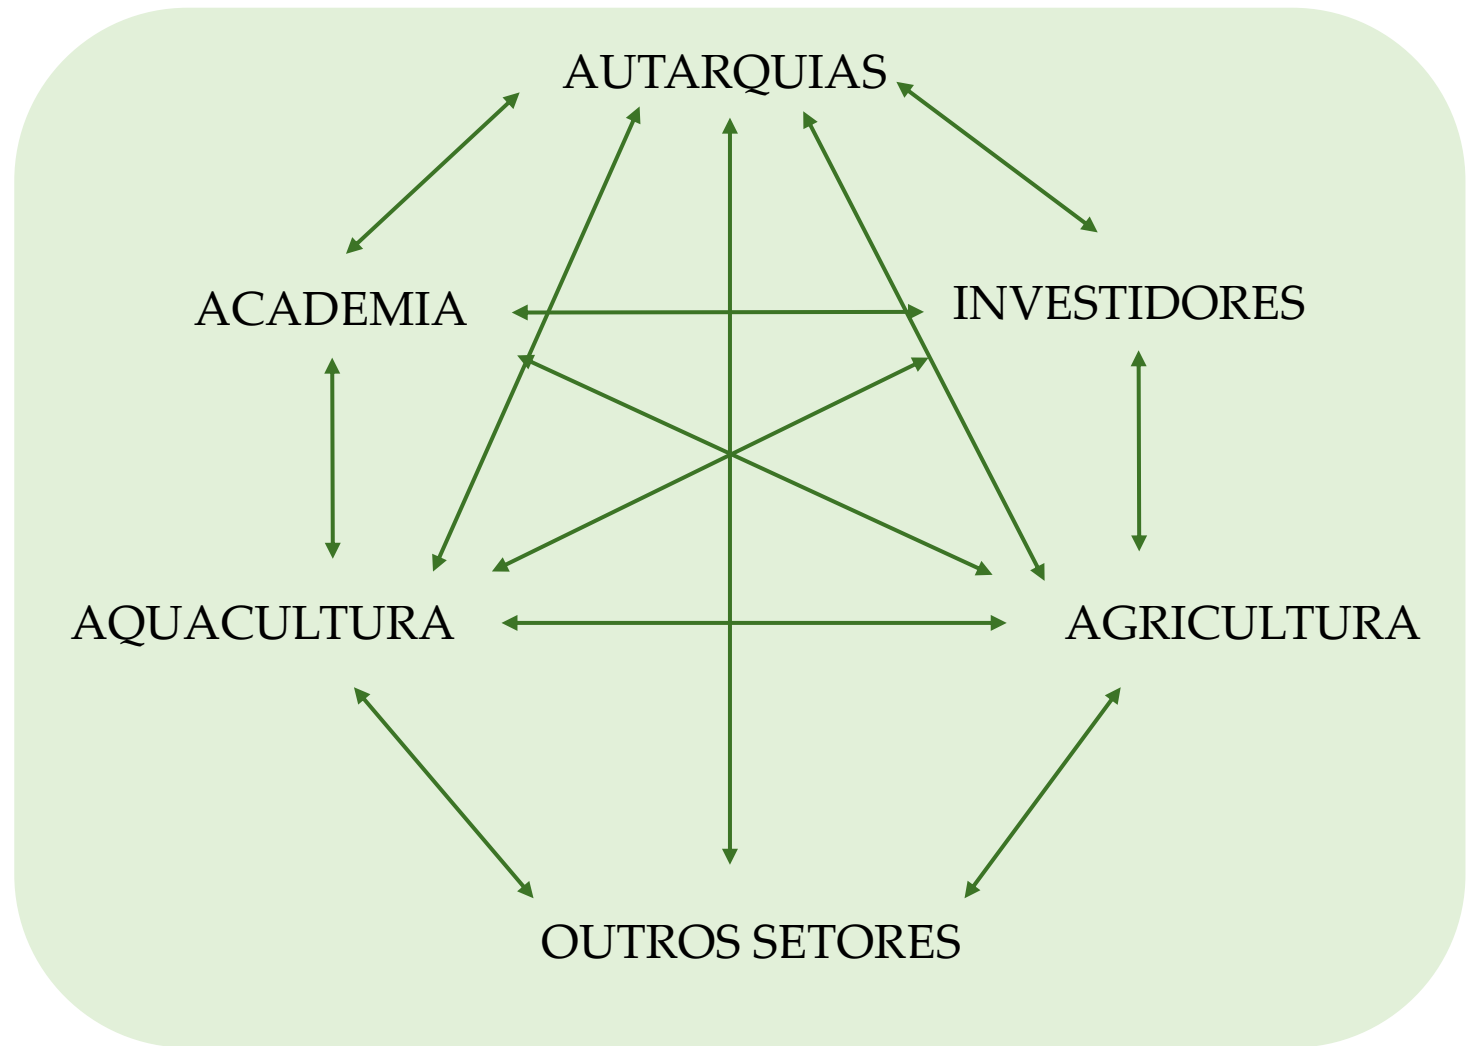 AUTARQUIAS
ACADEMIA
INVESTIDORES
AQUACULTURA
AGRICULTURA
OUTROS SETORES